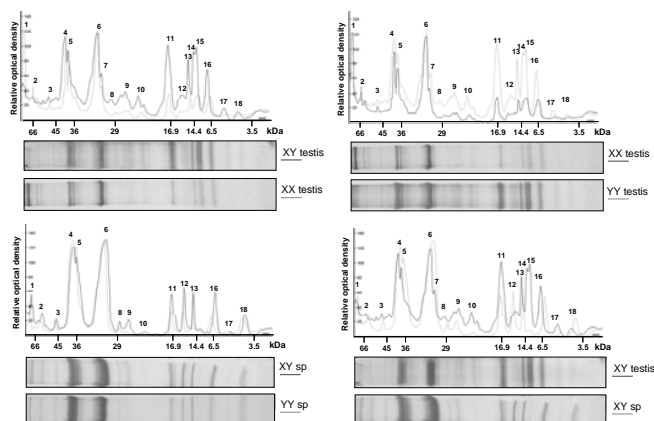 Relative optical density
1 2 3 4 5 6 7 8 9 10 11 12 13 14 15 16 17 18
66 45 36 29 16.9 14.4 6.5 3.5 kDa
XY testis
XX testis
Relative optical density
1 2 3 4 5 6 7 8 9 10 11 12 13 14 15 16 17 18
66 45 36 29 16.9 14.4 6.5 3.5 kDa
XX testis
YY testis
Relative optical density
1 2 3 4 5 6 8 9 10 11 12 13 16 17 18
66 45 36 29 16.9 14.4 6.5 3.5 kDa
XY sp
YY sp
Relative optical density
1 2 3 4 5 6 7 8 9 10 11 12 13 14 15 16 17 18
66 45 36 29 16.9 14.4 6.5 3.5 kDa
XY testis
XY sp